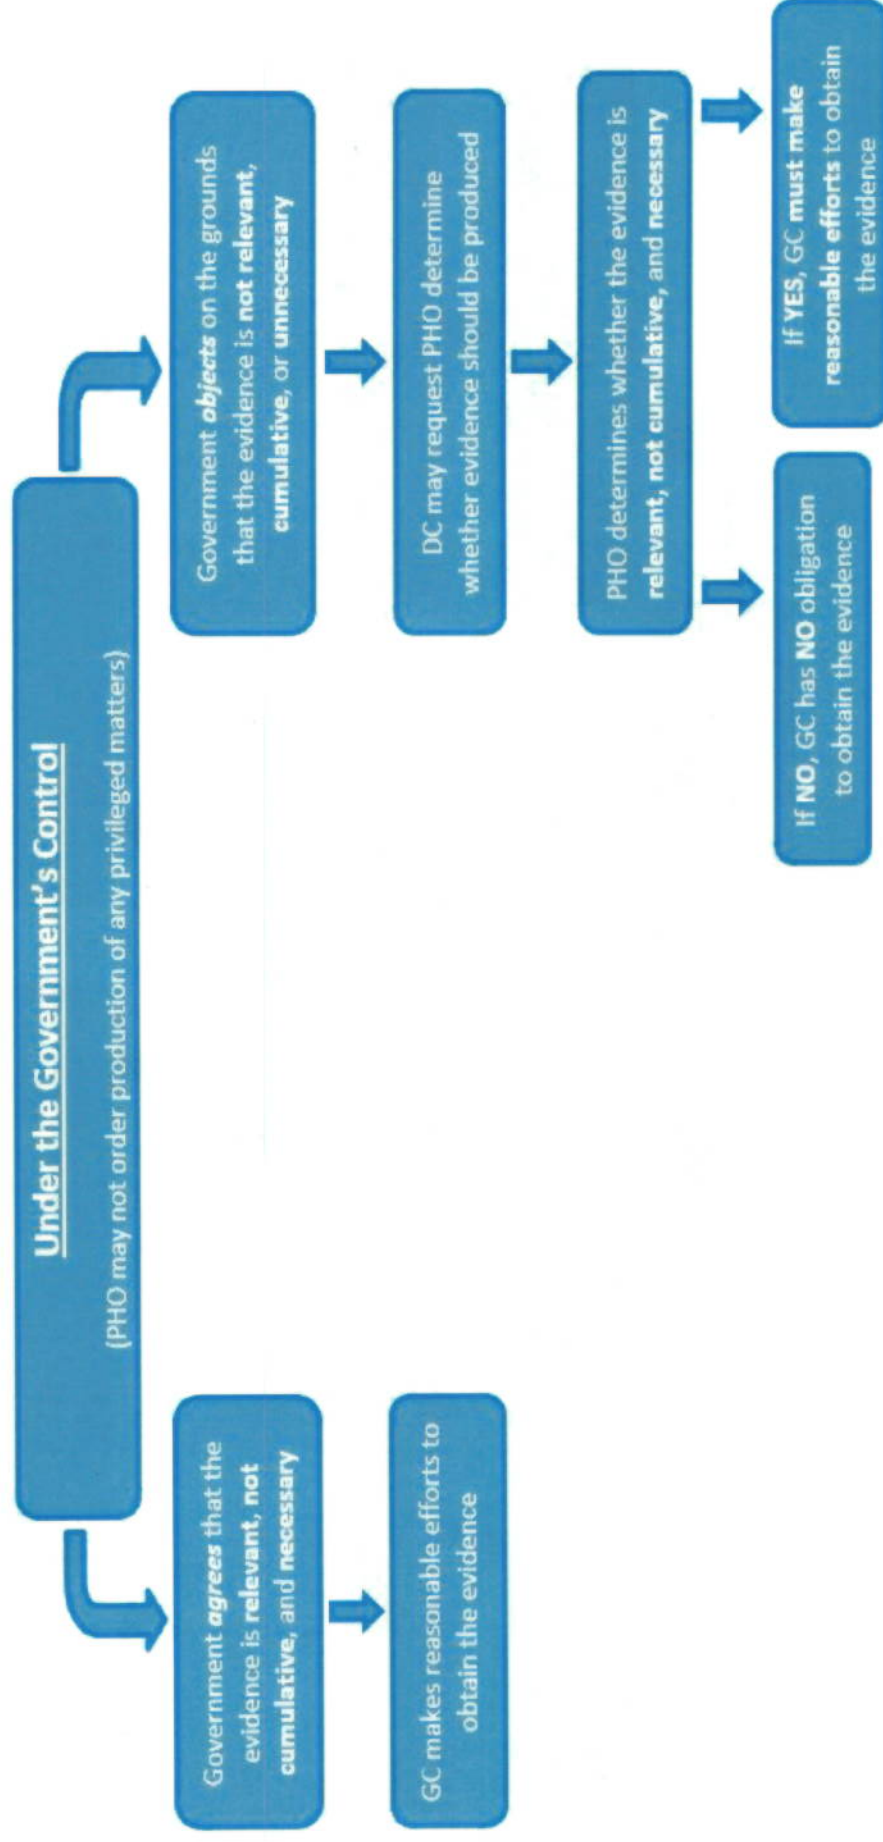 Under the Government's Control
(PHO may not order production of any privileged matters)
Government agrees that the
evidence is relevant, not
cumulative, and necessary
GC makes reasonable efforts to
obtain the evidence
Government objects on the grounds
that the evidence is not relevant,
cumulative, or unnecessary
DC may request PHO determine
whether evidence should be produced
PHO determines whether the evidence is
relevant, not cumulative, and necessary
If NO, GC has NO obligation
to obtain the evidence
If YES, GC must make
reasonable efforts to obtain
the evidence